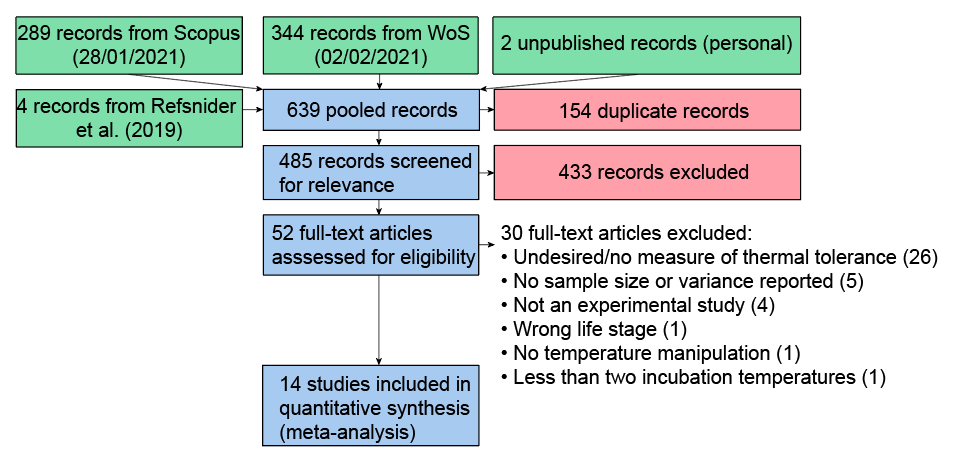 289 records from Scopus
(28/01/2021)
344 records from WoS
(02/02/2021)
2 unpublished records (personal)
4 records from Refsnider
et al. (2019)
639 pooled records
154 duplicate records
485 records screened
for relevance
433 records excluded
52 full-text articles
asssessed for eligibility
30 full-text articles excluded:
• Undesired/no measure of thermal tolerance (26)
• No sample size or variance reported (5)
• Not an experimental study (4)
• Wrong life stage (1)
• No temperature manipulation (1)
• Less than two incubation temperatures (1)
14 studies included in
quantitative synthesis
(meta-analysis)